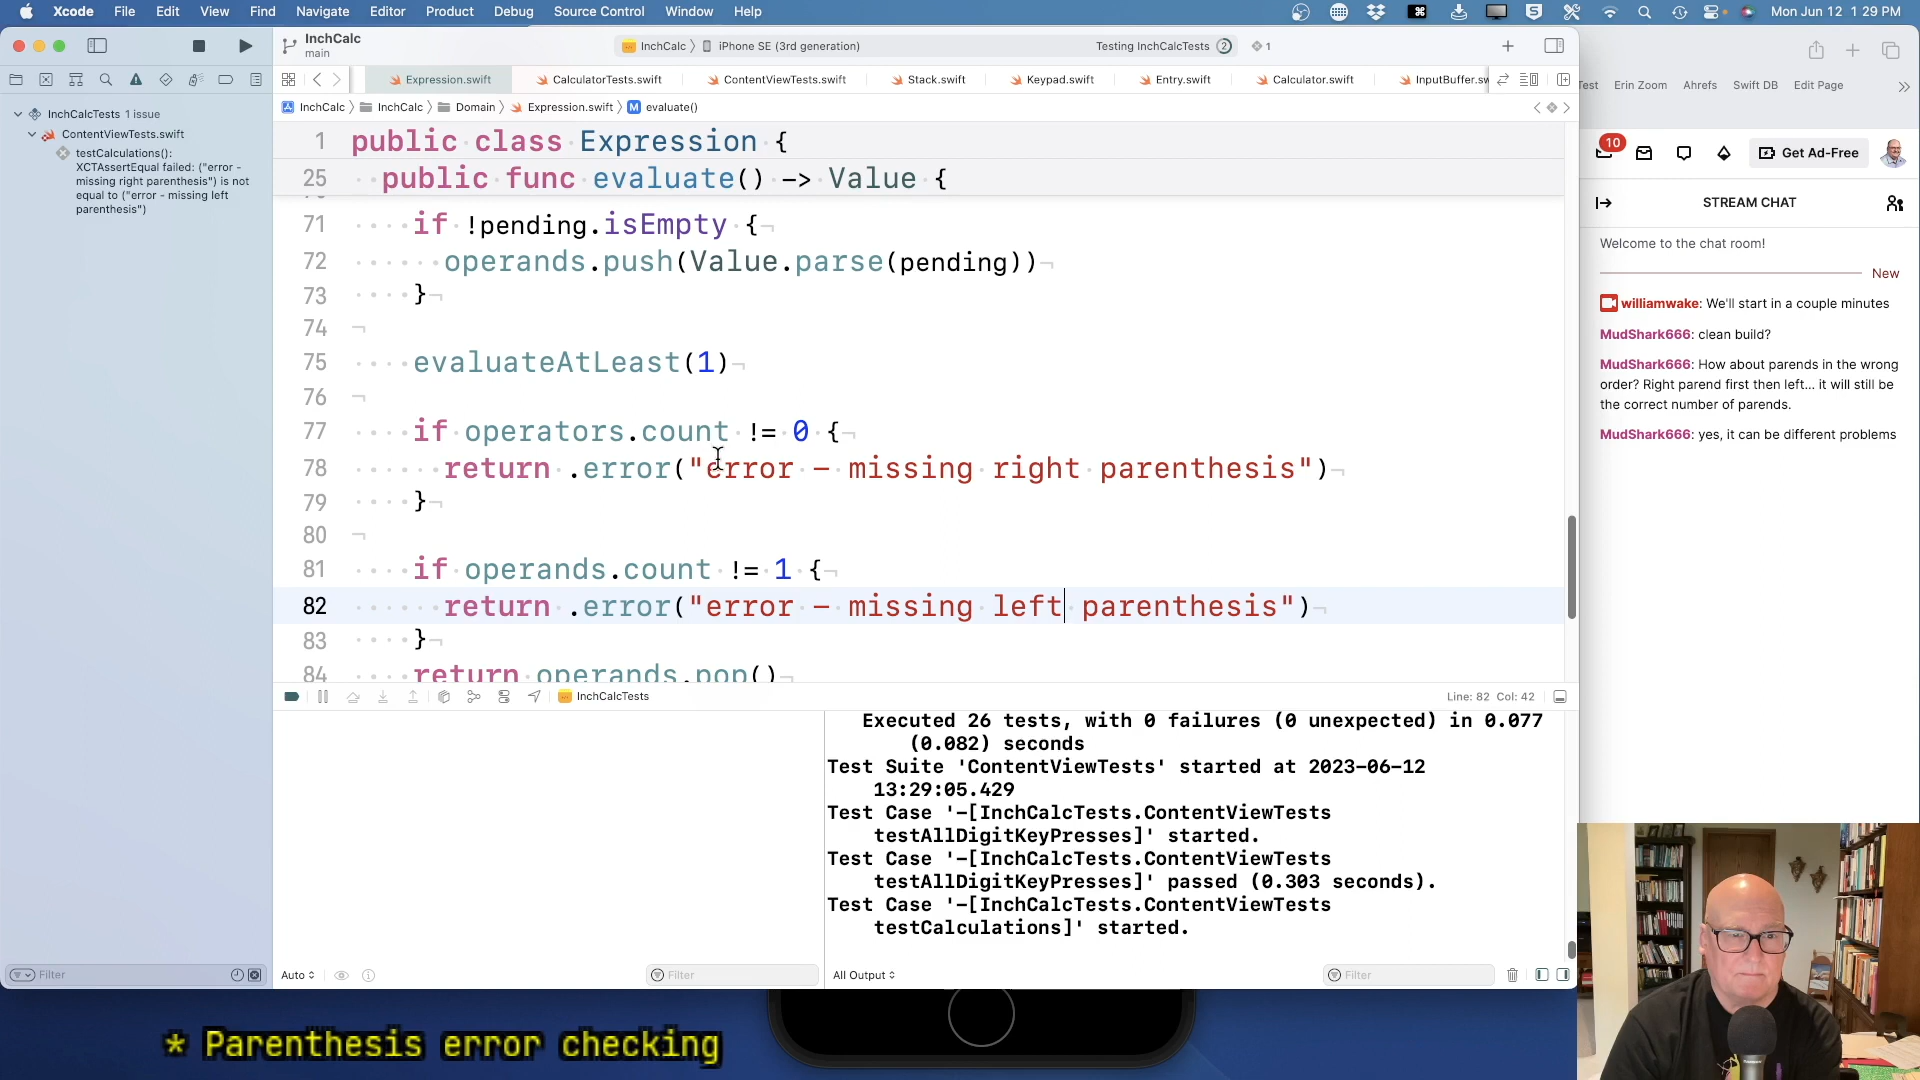 Xcode File Edit View Find Navigate Editor Product Debug Source Control Window Help Mon Jun 12 1:29 PM
InchCalc
main
InchCalc 〉 iPhone SE (3rd generation)
Testing InchCalcTests 2
1
Expression.swift CalculatorTests.swift ContentViewTests.swift Stack.swift Keypad.swift Entry.swift Calculator.swift InputBuffer.sw
InchCalc 〉 InchCalc 〉 Domain 〉 Expression.swift 〉 M evaluate()
InchCalcTests 1 issue
ContentViewTests.swift
testCalculations():
XCTAssertEqual failed: ("error -
missing right parenthesis") is not
equal to ("error - missing left
parenthesis")
Filter
1 public class Expression {
25 public func evaluate() -> Value {
71 if !pending.isEmpty {
72 operands.push(Value.parse(pending))
73 }
74
75 evaluateAtLeast(1)
76
77 if operators.count != 0 {
78 return .error("error - missing right parenthesis")
79 }
80
81 if operands.count != 1 {
82 return .error("error - missing left parenthesis")
83 }
84 return operands.pop()
InchCalcTests
Line: 82 Col: 42
Executed 26 tests, with 0 failures (0 unexpected) in 0.077
(0.082) seconds
Test Suite 'ContentViewTests' started at 2023-06-12
13:29:05.429
Test Case '-[InchCalcTests.ContentViewTests
testAllDigitKeyPresses]' started.
Test Case '-[InchCalcTests.ContentViewTests
testAllDigitKeyPresses]' passed (0.303 seconds).
Test Case '-[InchCalcTests.ContentViewTests
testCalculations]' started.
Auto
Filter
All Output
Filter
Test Erin Zoom Ahrefs Swift DB Edit Page
10
Get Ad-Free
STREAM CHAT
Welcome to the chat room!
New
williamwake: We'll start in a couple minutes
MudShark666: clean build?
MudShark666: How about parends in the wrong
order? Right parend first then left... it will still be
the correct number of parends.
MudShark666: yes, it can be different problems
* Parenthesis error checking